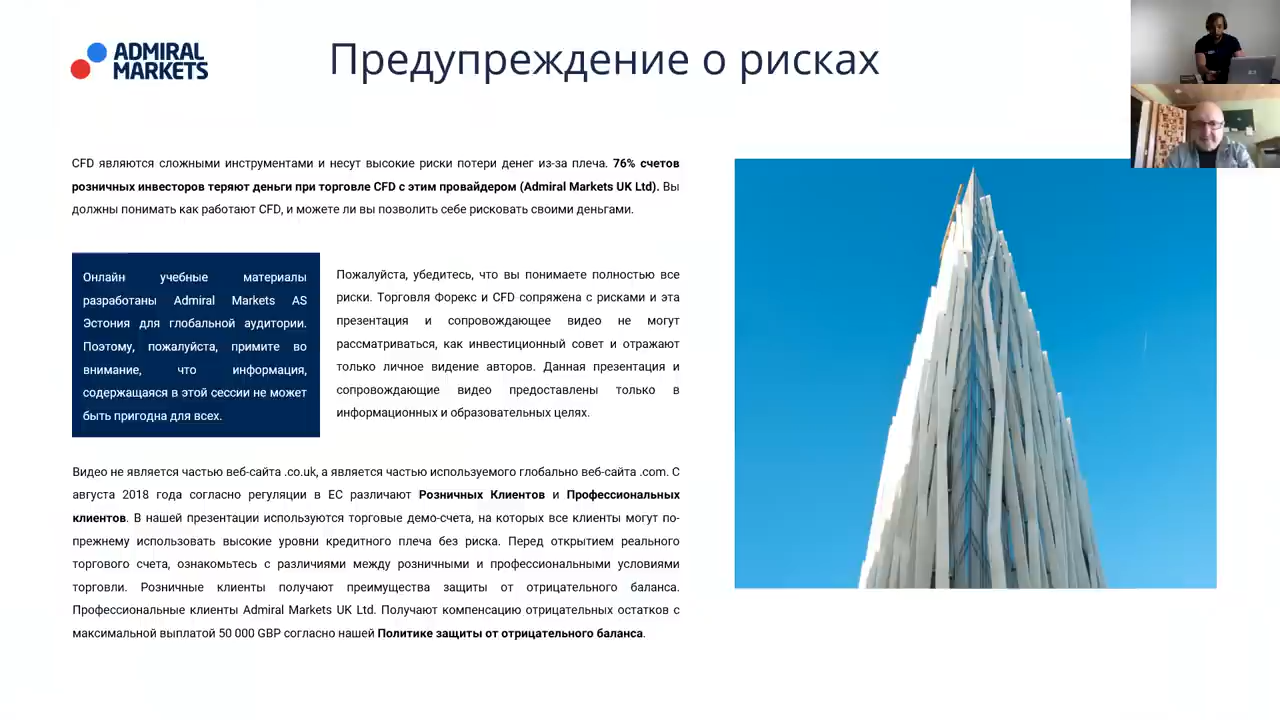 ADMIRAL
MARKETS
Предупреждение о рисках
CFD являются сложными инструментами и несут высокие риски потери денег из-за плеча. 76% счетов
розничных инвесторов теряют деньги при торговле CFD с этим провайдером (Admiral Markets UK Ltd). Вы
должны понимать как работают CFD, и можете ли вы позволить себе рисковать своими деньгами.
Онлайн учебные материалы
разработаны Admiral Markets AS
Эстония для глобальной аудитории.
Поэтому, пожалуйста, примите во
внимание, что информация,
содержащаяся в этой сессии не может
быть пригодна для всех.
Пожалуйста, убедитесь, что вы понимаете полностью все
риски. Торговля Форекс и CFD сопряжена с рисками и эта
презентация и сопровождающее видео не могут
рассматриваться, как инвестиционный совет и отражают
только личное видение авторов. Данная презентация и
сопровождающие видео предоставлены только в
информационных и образовательных целях.
Видео не является частью веб-сайта .co.uk, а является частью используемого глобально веб-сайта .com. С
августа 2018 года согласно регуляции в ЕС различают Розничных Клиентов и Профессиональных
клиентов. В нашей презентации используются торговые демо-счета, на которых все клиенты могут по-
прежнему использовать высокие уровни кредитного плеча без риска. Перед открытием реального
торгового счета, ознакомьтесь с различиями между розничными и профессиональными условиями
торговли. Розничные клиенты получают преимущества защиты от отрицательного баланса.
Профессиональные клиенты Admiral Markets UK Ltd. Получают компенсацию отрицательных остатков с
максимальной выплатой 50 000 GBP согласно нашей Политике защиты от отрицательного баланса.